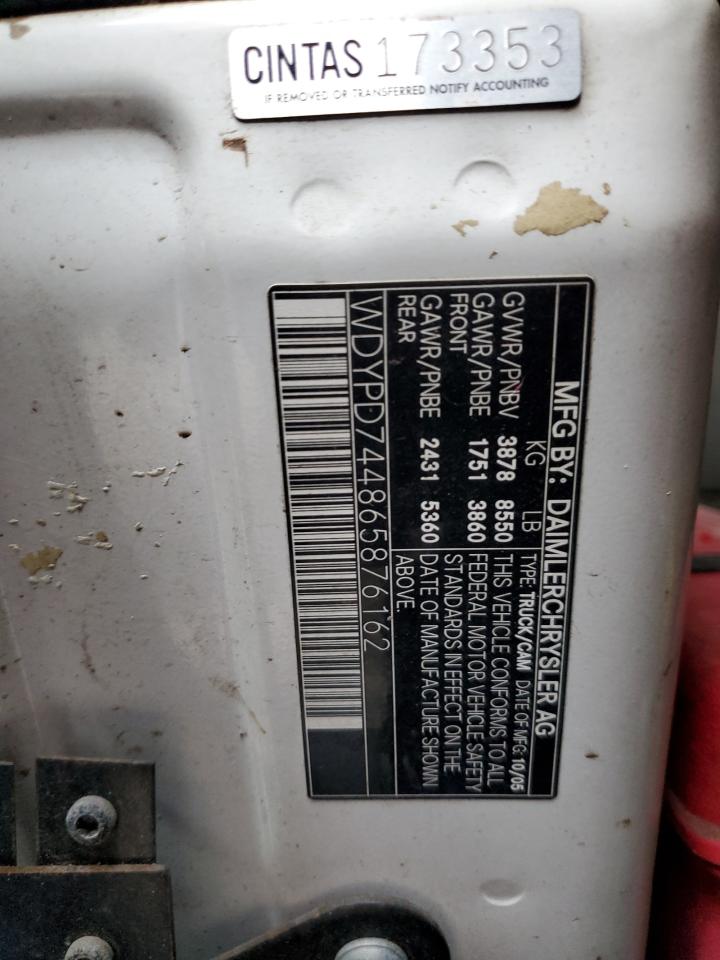 CINTAS 173353
IF REMOVED OR TRANSFERRED NOTIFY ACCOUNTING
MFG BY: DAIMLERCHRYSLER AG
KG LB
GVWR/PNBV 3878 8550
GAWR/PNBE 1751 3860
FRONT
GAWR/PNBE 2431 5360
REAR
TYPE: TRUCK/CAM DATE OF MFG: 10/05
THIS VEHICLE CONFORMS TO ALL
FEDERAL MOTOR VEHICLE SAFETY
STANDARDS IN EFFECT ON THE
DATE OF MANUFACTURE SHOWN
ABOVE.
WDYPD744865876162